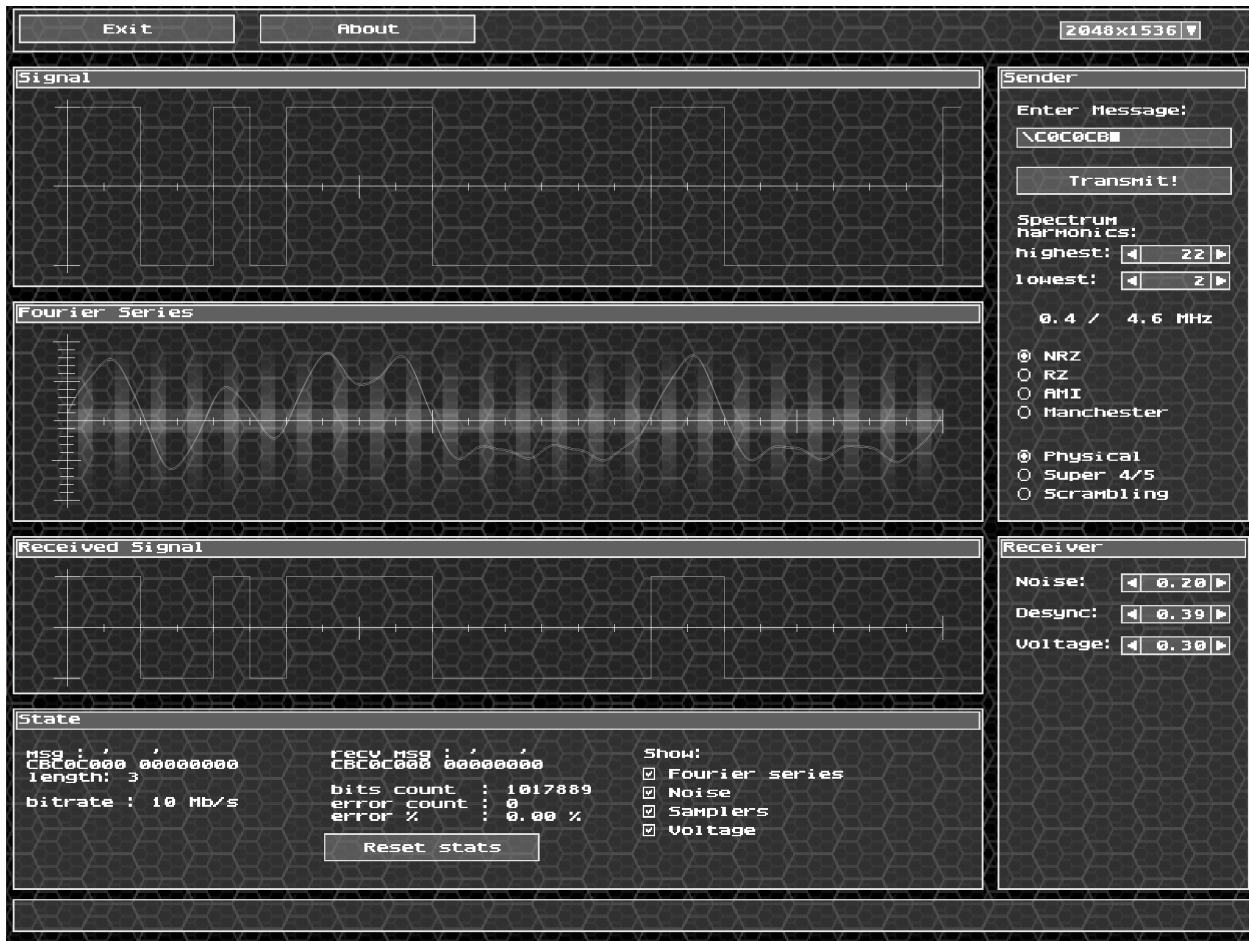 Exit
About
2048x1536
Signal
Sender
Enter Message:
\C0C0CB
Transmit!
Spectrum
harmonics:
highest: 22
lowest: 2
0.4 / 4.6 MHz
NRZ
RZ
AMI
Manchester
Physical
Super 4/5
Scrambling
Fourier Series
Received Signal
Receiver
Noise: 0.20
Desync: 0.39
Voltage: 0.30
State
msg : ' '
CBC0C000 00000000
length: 3
bitrate : 10 Mb/s
recv msg : ' '
CBC0C000 00000000
bits count : 1017889
error count : 0
error % : 0.00 %
Reset stats
Show:
Fourier series
Noise
Samplers
Voltage